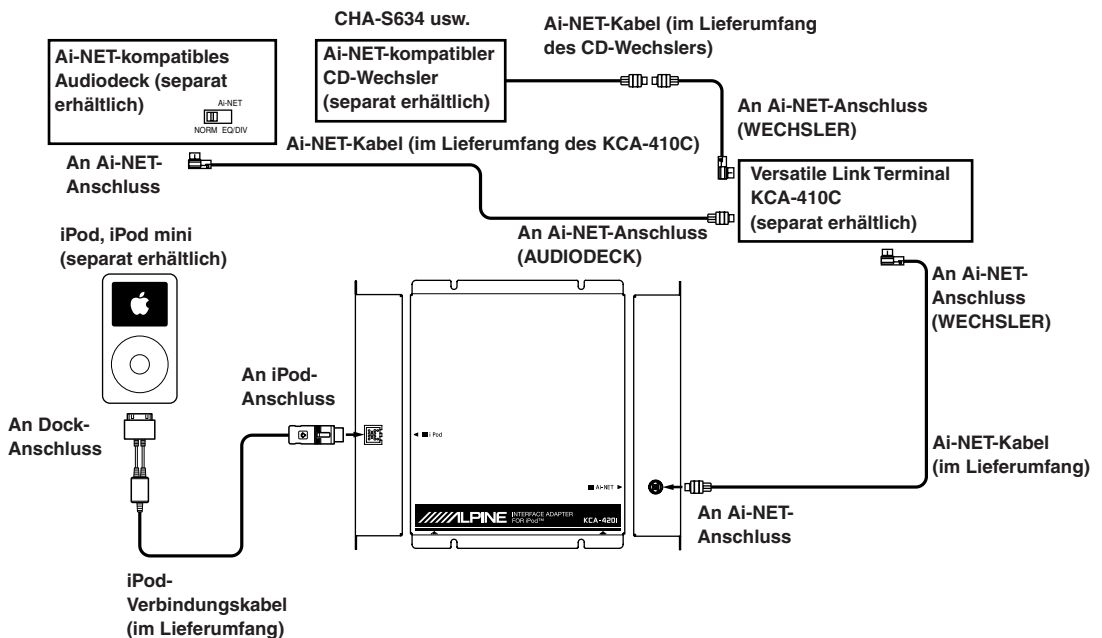 CHA-S634 usw.
Ai-NET-Kabel (im Lieferumfang
des CD-Wechslers)
Ai-NET-kompatibles
Audiodeck (separat
erhältlich)
Ai-NET
NORM EQ/DIV
Ai-NET-kompatibler
CD-Wechsler
(separat erhältlich)
An Ai-NET-Anschluss
(WECHSLER)
Ai-NET-Kabel (im Lieferumfang des KCA-410C)
An Ai-NET-
Anschluss
Versatile Link Terminal
KCA-410C
(separat erhältlich)
An Ai-NET-Anschluss
(AUDIODECK)
iPod, iPod mini
(separat erhältlich)
An Ai-NET-
Anschluss
(WECHSLER)
An iPod-
Anschluss
An Dock-
Anschluss
iPod
Ai-NET
Ai-NET-Kabel
(im Lieferumfang)
ALPINE
INTERFACE ADAPTER
FOR iPod™
KCA-420i
An Ai-NET-
Anschluss
iPod-
Verbindungskabel
(im Lieferumfang)